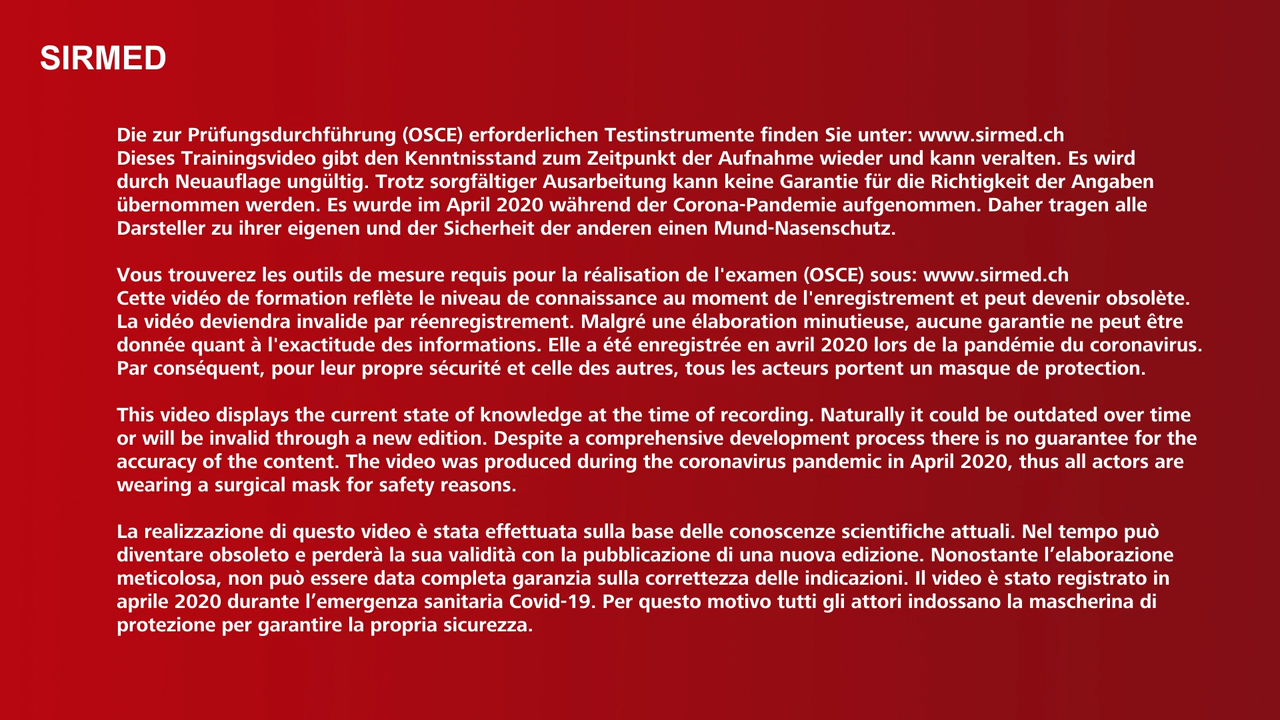 SIRMED
Die zur Prüfungsdurchführung (OSCE) erforderlichen Testinstrumente finden Sie unter: www.sirmed.ch
Dieses Trainingsvideo gibt den Kenntnisstand zum Zeitpunkt der Aufnahme wieder und kann veralten. Es wird
durch Neuauflage ungültig. Trotz sorgfältiger Ausarbeitung kann keine Garantie für die Richtigkeit der Angaben
übernommen werden. Es wurde im April 2020 während der Corona-Pandemie aufgenommen. Daher tragen alle
Darsteller zu ihrer eigenen und der Sicherheit der anderen einen Mund-Nasenschutz.
Vous trouverez les outils de mesure requis pour la réalisation de l'examen (OSCE) sous: www.sirmed.ch
Cette vidéo de formation reflète le niveau de connaissance au moment de l'enregistrement et peut devenir obsolète.
La vidéo deviendra invalide par réenregistrement. Malgré une élaboration minutieuse, aucune garantie ne peut être
donnée quant à l'exactitude des informations. Elle a été enregistrée en avril 2020 lors de la pandémie du coronavirus.
Par conséquent, pour leur propre sécurité et celle des autres, tous les acteurs portent un masque de protection.
This video displays the current state of knowledge at the time of recording. Naturally it could be outdated over time
or will be invalid through a new edition. Despite a comprehensive development process there is no guarantee for the
accuracy of the content. The video was produced during the coronavirus pandemic in April 2020, thus all actors are
wearing a surgical mask for safety reasons.
La realizzazione di questo video è stata effettuata sulla base delle conoscenze scientifiche attuali. Nel tempo può
diventare obsoleto e perderà la sua validità con la pubblicazione di una nuova edizione. Nonostante l’elaborazione
meticolosa, non può essere data completa garanzia sulla correttezza delle indicazioni. Il video è stato registrato in
aprile 2020 durante l’emergenza sanitaria Covid-19. Per questo motivo tutti gli attori indossano la mascherina di
protezione per garantire la propria sicurezza.